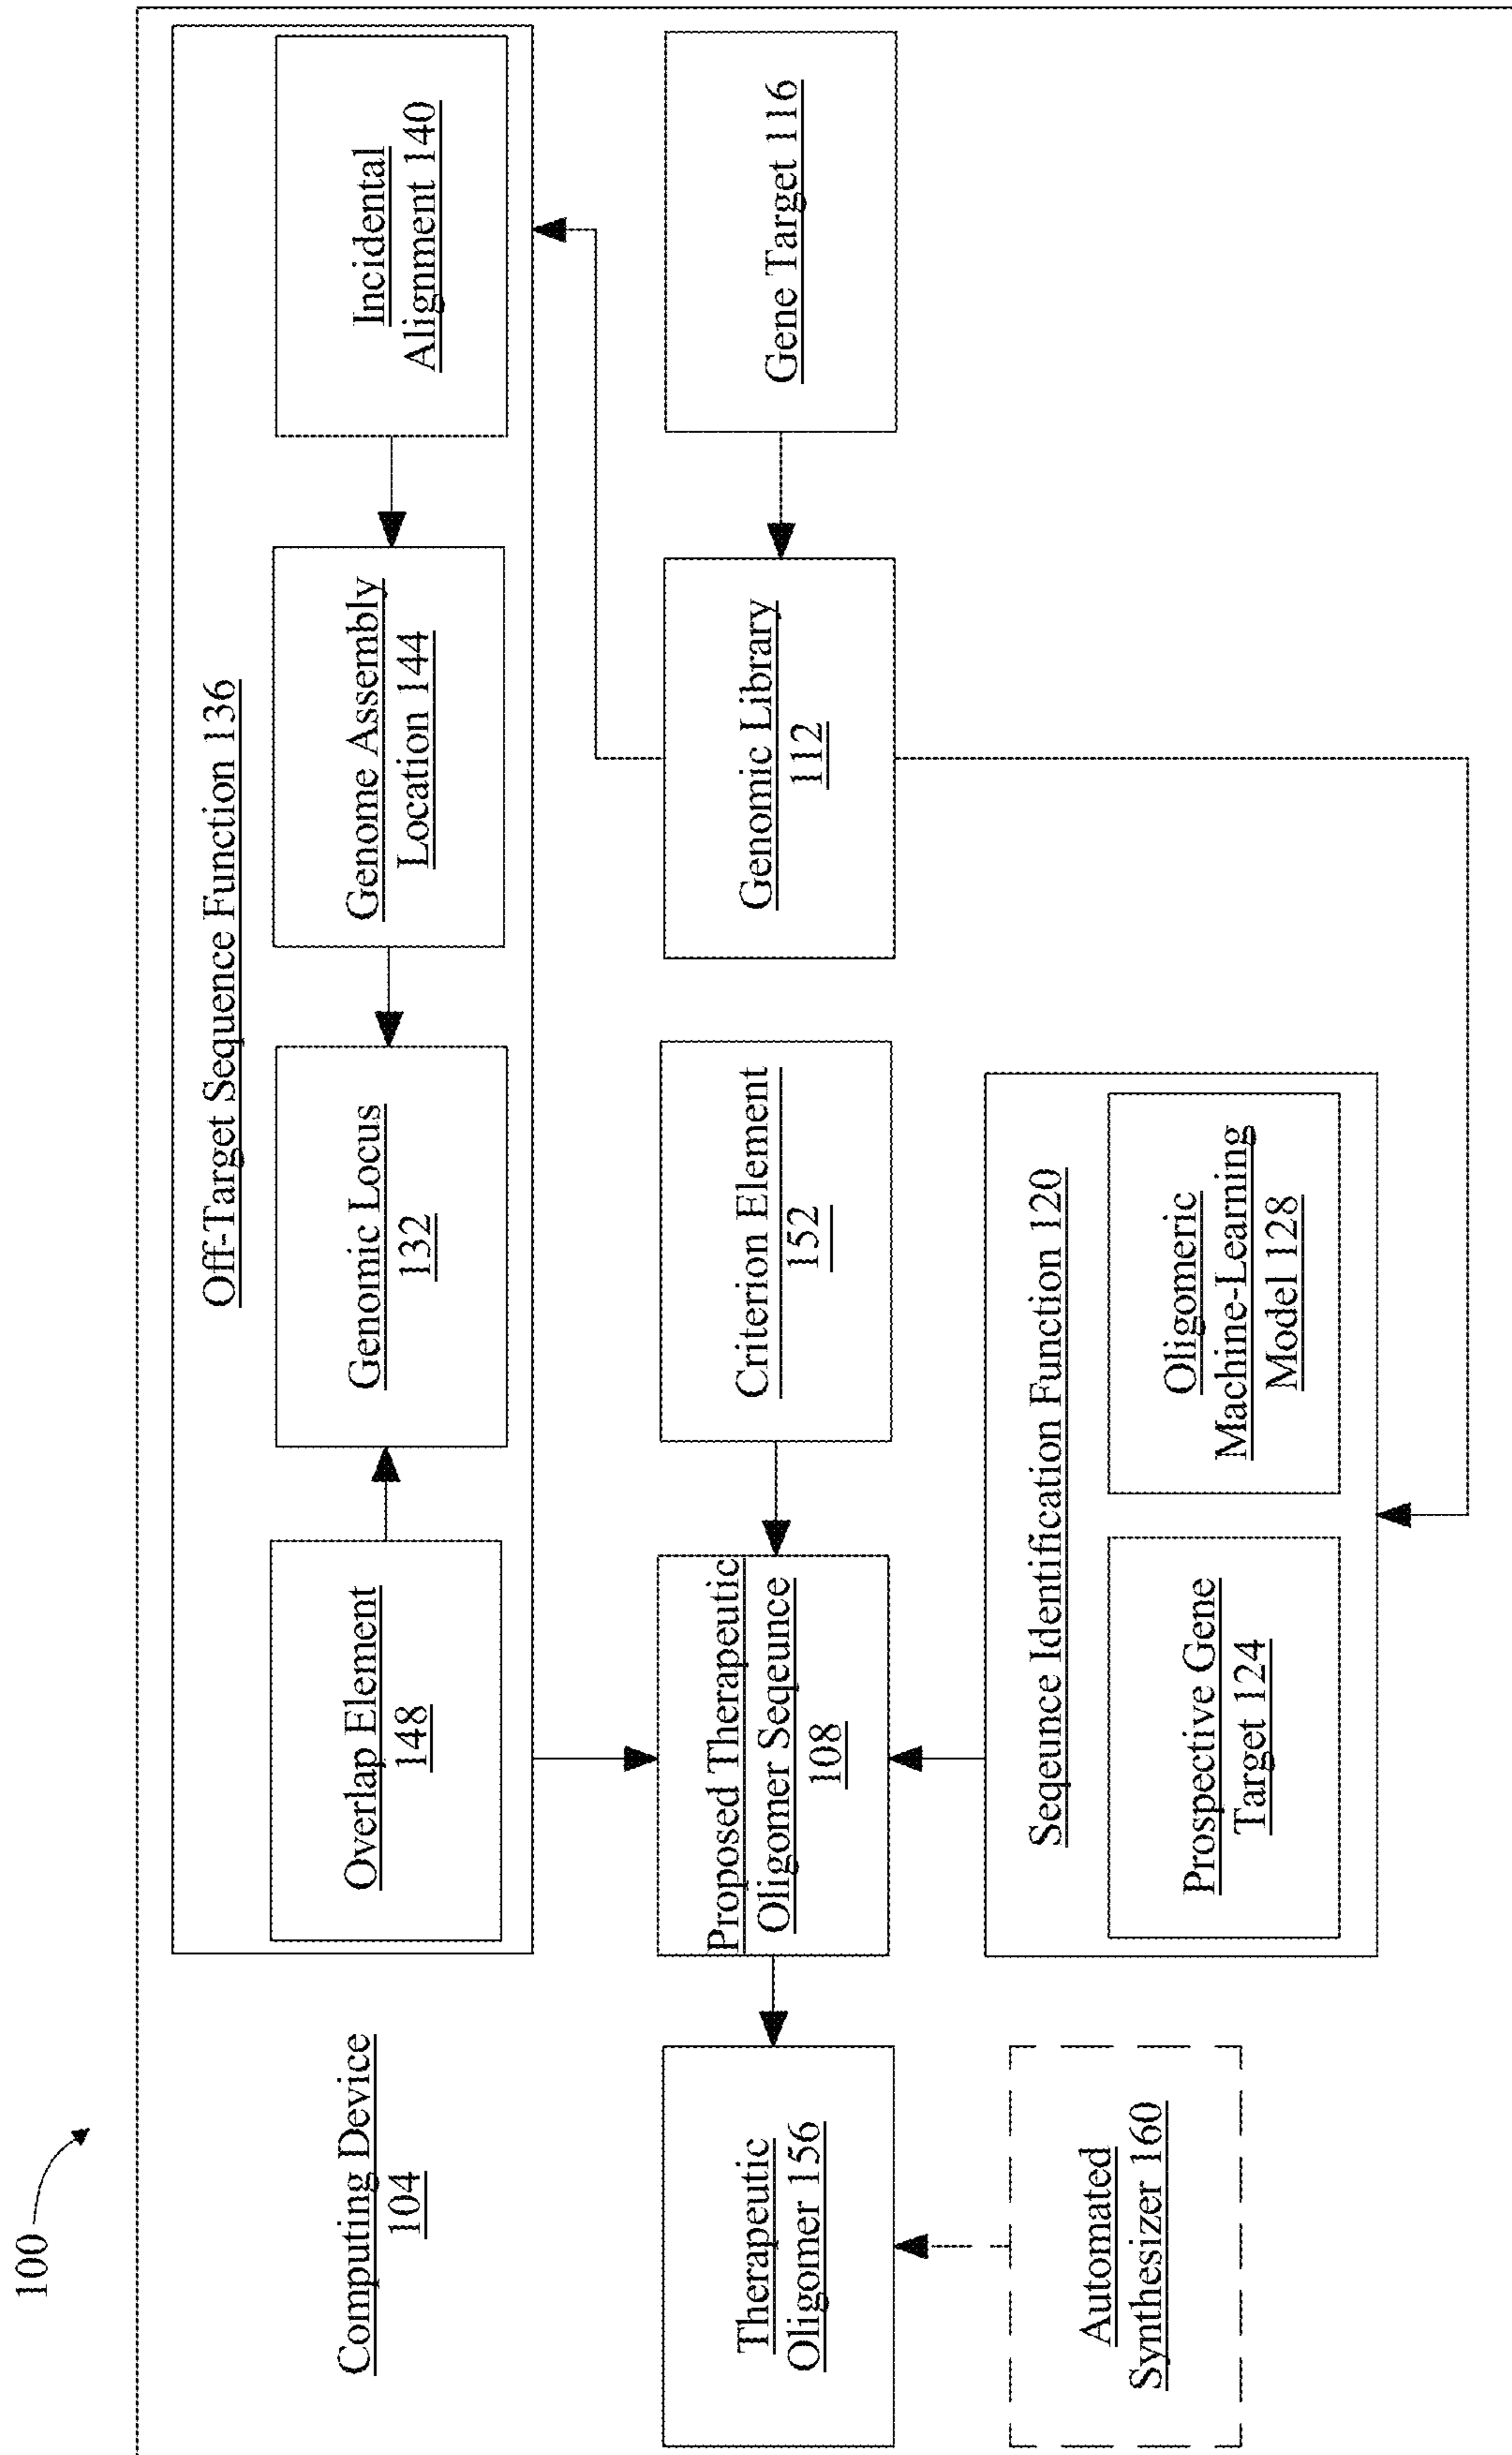 100
Off-Target Sequence Function 136
Computing Device
104
Overlap Element
148
Genomic Locus
132
Genome Assembly
Location 144
Incidental
Alignment 140
Therapeutic
Oligomer 156
Proposed Therapeutic
Oligomer Seqeunce
108
Criterion Element
152
Genomic Library
112
Gene Target 116
Automated
Synthesizer 160
Seqeunce Identification Function 120
Prospective Gene
Target 124
Oligomeric
Machine-Learning
Model 128